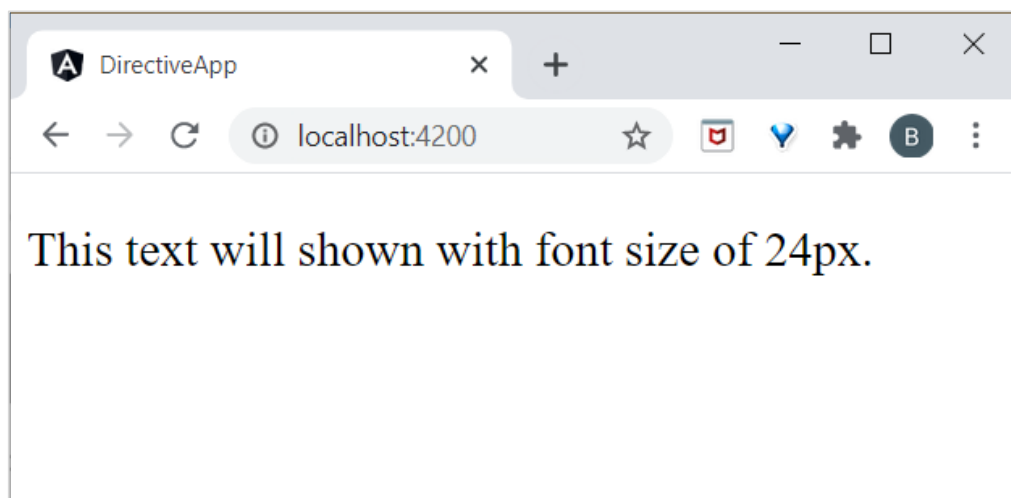 DirectiveApp
localhost:4200
B
This text will shown with font size of 24px.